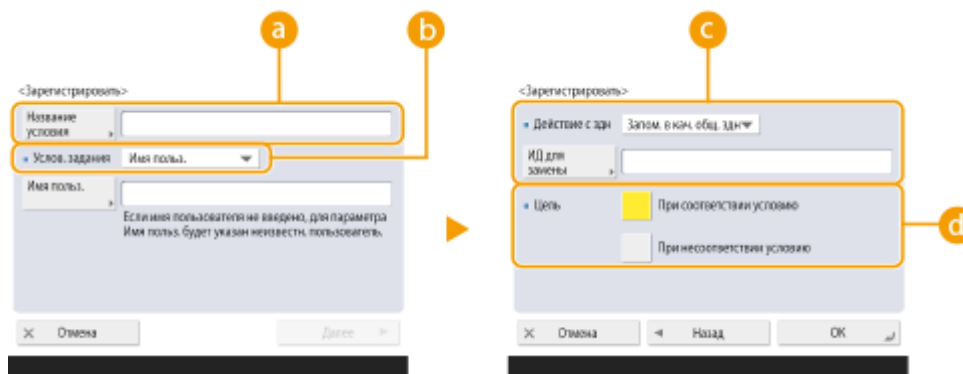 a
b
c
d
<Зарегистрировать>
Название
условия
Услов. задания Имя польз.
Имя польз.
Если имя пользователя не введено, для параметра
Имя польз. будет указан неизвестн. пользователь.
Отмена Далее
<Зарегистрировать>
Действие с здн Запом. в кач. общ. здн
ИД для
замены
Цель При соответствии условию
При несоответствии условию
Отмена Назад OK